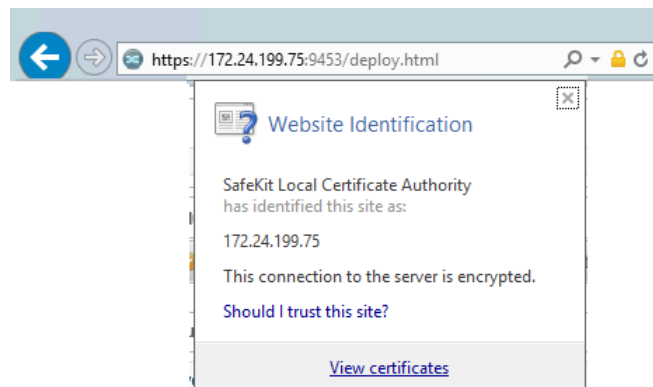 https://172.24.199.75:9453/deploy.html
Website Identification
SafeKit Local Certificate Authority
has identified this site as:
172.24.199.75
This connection to the server is encrypted.
Should I trust this site?
View certificates